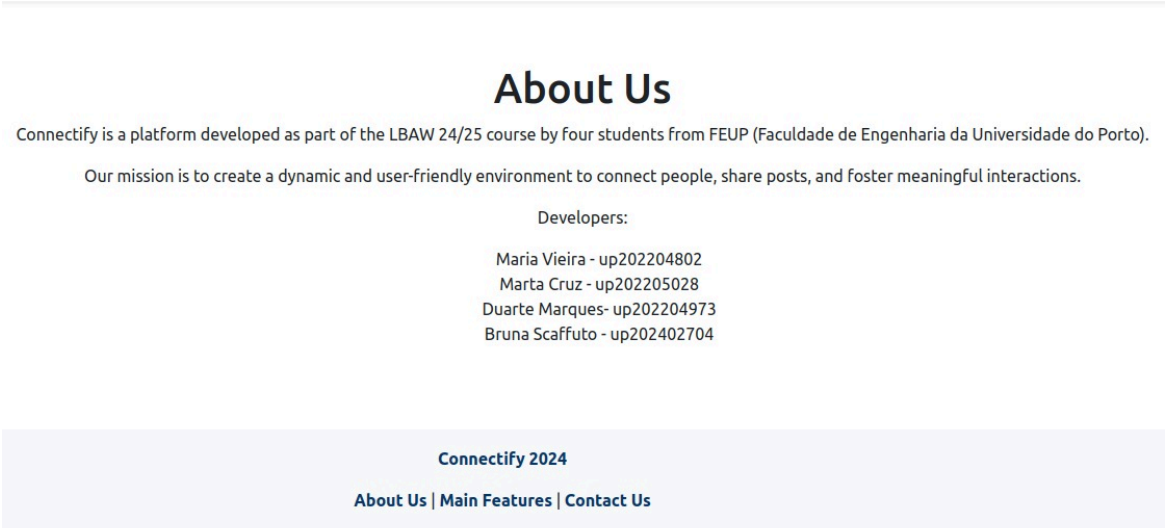 About Us
Connectify is a platform developed as part of the LBAW 24/25 course by four students from FEUP (Faculdade de Engenharia da Universidade do Porto).
Our mission is to create a dynamic and user-friendly environment to connect people, share posts, and foster meaningful interactions.
Developers:
Maria Vieira - up202204802
Marta Cruz - up202205028
Duarte Marques- up202204973
Bruna Scaffuto - up202402704
Connectify 2024
About Us | Main Features | Contact Us